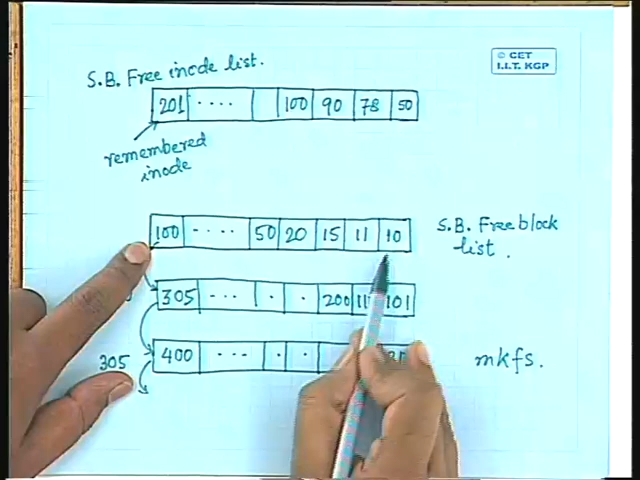 S.B. Free inode list.
© CET
I.I.T. KGP
201 .... 100 90 78 50
remembered
inode
100 .... 50 20 15 11 10
S.B. Free block
list.
305 ... . . 200 101
305
400 ... . .
mkfs.